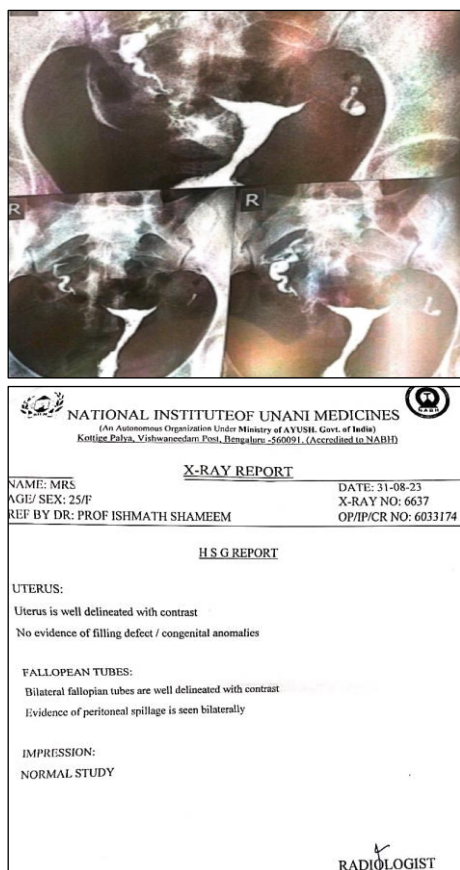 R
R
NATIONAL INSTITUTEOF UNANI MEDICINES
(An Autonomous Organization Under Ministry of AYUSH. Govt. of India)
Kottige Palya, Vishwaneedam Post, Bengaluru -560091. (Accredited to NABH)
NABH
X-RAY REPORT
NAME: MRS DATE: 31-08-23
AGE/ SEX: 25/F X-RAY NO: 6637
REF BY DR: PROF ISHMATH SHAMEEM OP/IP/CR NO: 6033174
H S G REPORT
UTERUS:
Uterus is well delineated with contrast
No evidence of filling defect / congenital anomalies
FALLOPEAN TUBES:
Bilateral fallopian tubes are well delineated with contrast
Evidence of peritoneal spillage is seen bilaterally
IMPRESSION:
NORMAL STUDY
RADIOLOGIST